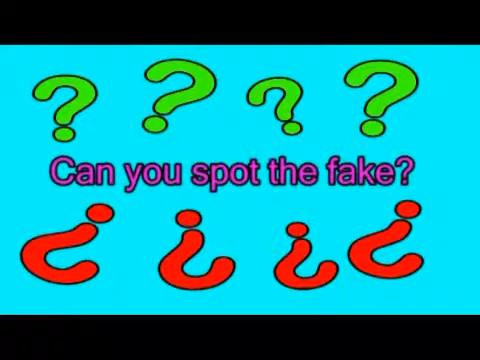 ? ? ? ?
Can you spot the fake?
¿ ¿ ¿ ¿